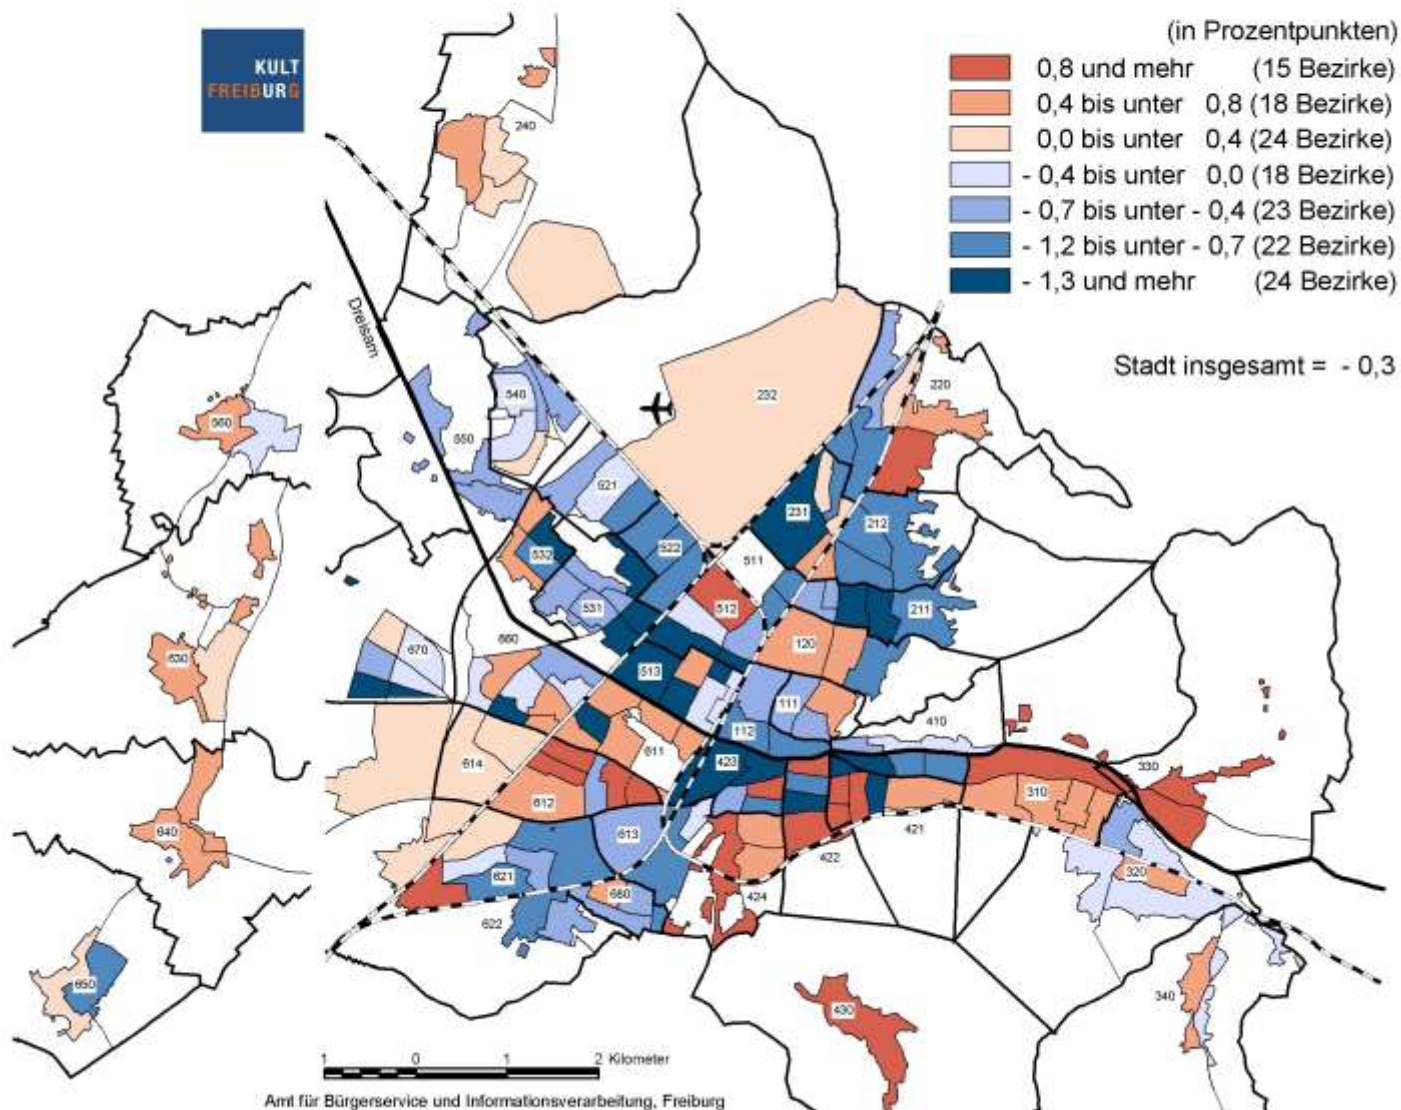 KULT
FREIBURG
(in Prozentpunkten)
0,8 und mehr (15 Bezirke)
0,4 bis unter 0,8 (18 Bezirke)
0,0 bis unter 0,4 (24 Bezirke)
- 0,4 bis unter 0,0 (18 Bezirke)
- 0,7 bis unter - 0,4 (23 Bezirke)
- 1,2 bis unter - 0,7 (22 Bezirke)
- 1,3 und mehr (24 Bezirke)
Stadt insgesamt = - 0,3
Dreisam
240
232
220
540
550
560
521
231
212
522
532
511
512
531
211
120
660
670
513
630
111
410
112
611
423
330
614
612
310
640
613
421
422
621
320
680
424
622
650
340
430
1 0 1 2 Kilometer
Amt für Bürgerservice und Informationsverarbeitung, Freiburg